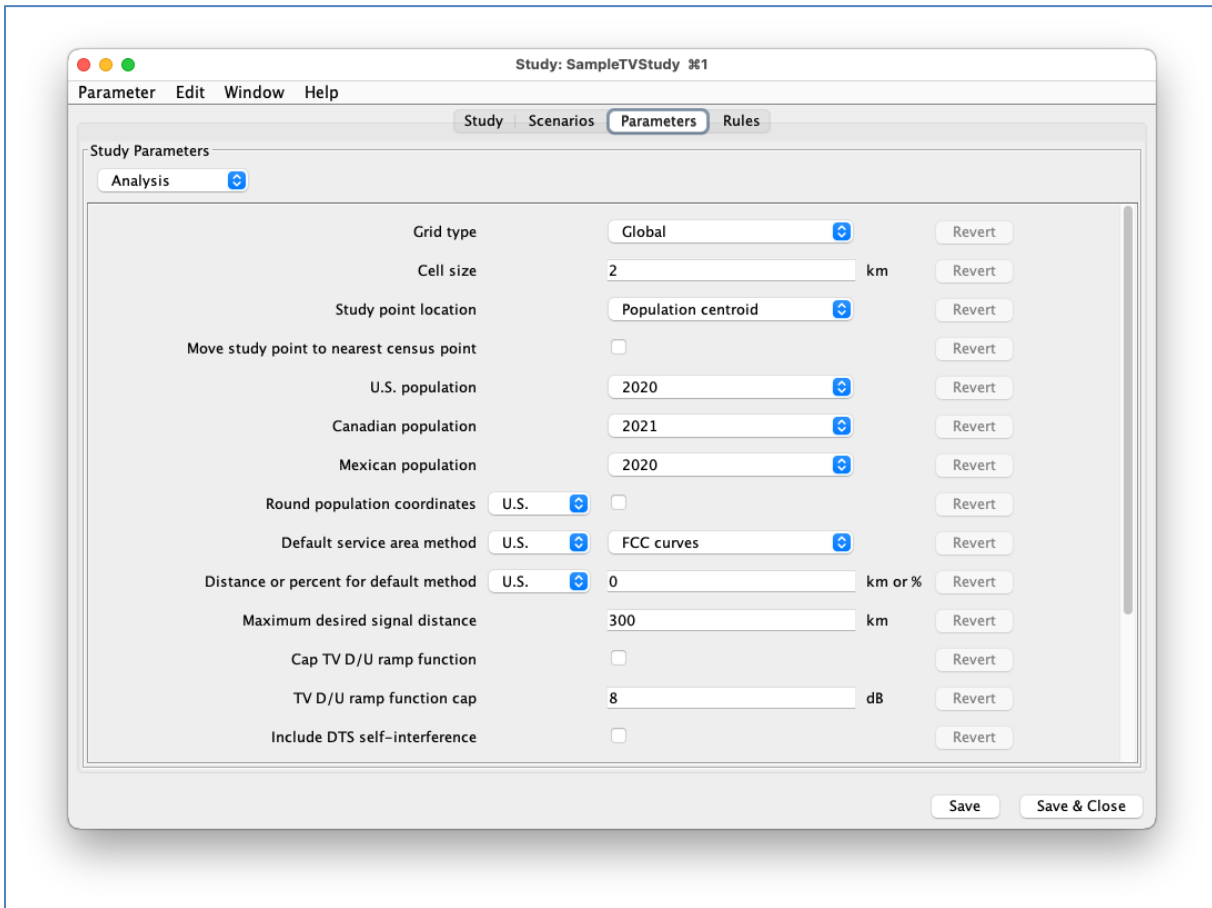 Study: SampleTVStudy ⌘1
Parameter Edit Window Help
Study Scenarios Parameters Rules
Study Parameters
Analysis
Grid type Global Revert
Cell size 2 km Revert
Study point location Population centroid Revert
Move study point to nearest census point Revert
U.S. population 2020 Revert
Canadian population 2021 Revert
Mexican population 2020 Revert
Round population coordinates U.S. Revert
Default service area method U.S. FCC curves Revert
Distance or percent for default method U.S. 0 km or % Revert
Maximum desired signal distance 300 km Revert
Cap TV D/U ramp function Revert
TV D/U ramp function cap 8 dB Revert
Include DTS self-interference Revert
Save Save & Close